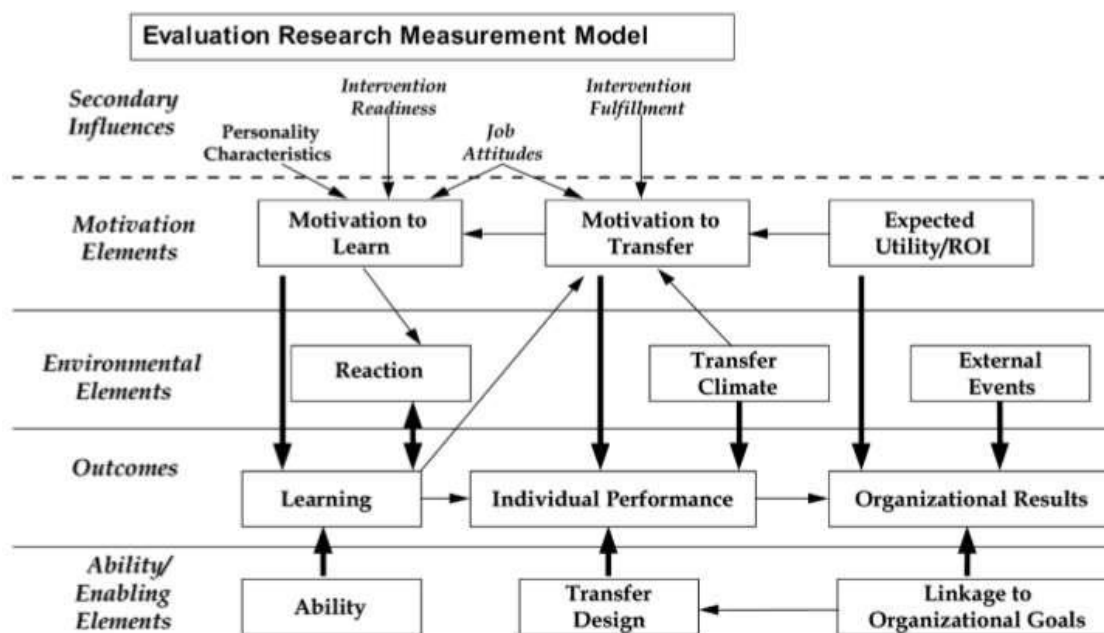 Evaluation Research Measurement Model
Secondary
Influences
Intervention
Readiness
Intervention
Fulfillment
Personality
Characteristics
Job
Attitudes
Motivation
Elements
Motivation to
Learn
Motivation to
Transfer
Expected
Utility/ROI
Environmental
Elements
Reaction
Transfer
Climate
External
Events
Outcomes
Learning
Individual Performance
Organizational Results
Ability/
Enabling
Elements
Ability
Transfer
Design
Linkage to
Organizational Goals